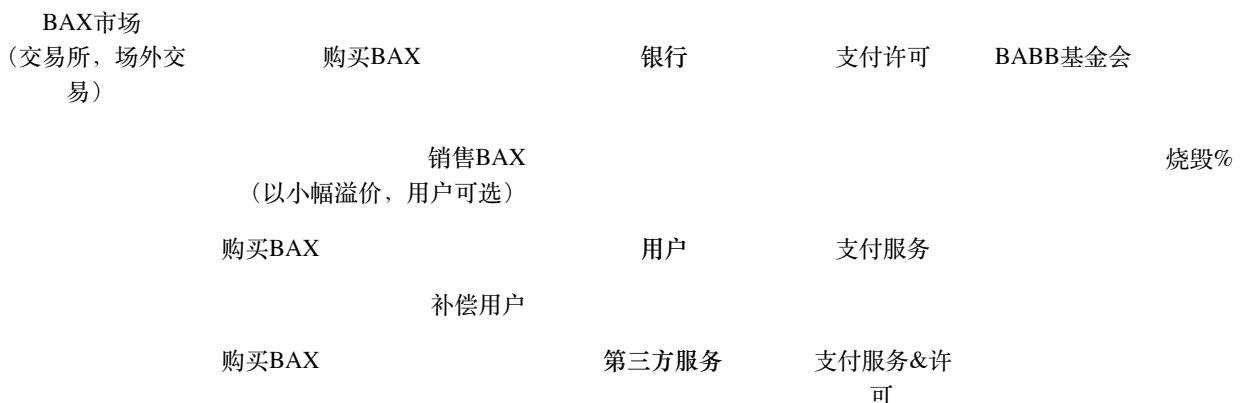 BAX市场
（交易所，场外交
易）
购买BAX
银行
支付许可
BABB基金会
销售BAX
（以小幅溢价，用户可选）
烧毁%
购买BAX
用户
支付服务
补偿用户
购买BAX
第三方服务
支付服务&许
可